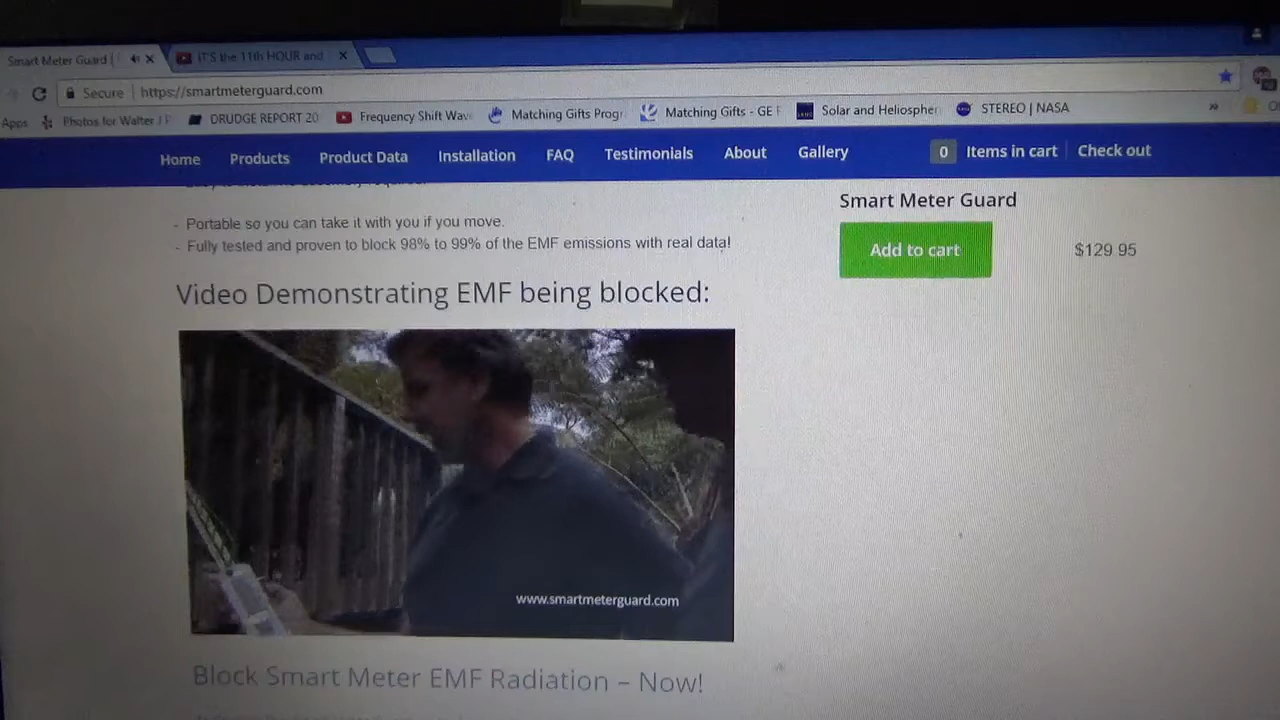 Smart Meter Guard |
IT'S the 11th HOUR and
Secure | https://smartmeterguard.com
Apps Photos for Walter J DRUDGE REPORT 20 Frequency Shift Wave Matching Gifts Progr Matching Gifts - GE F Solar and Heliospher STEREO | NASA »
Home Products Product Data Installation FAQ Testimonials About Gallery 0 Items in cart Check out
- Portable so you can take it with you if you move.
- Fully tested and proven to block 98% to 99% of the EMF emissions with real data!
Smart Meter Guard
Add to cart $129.95
Video Demonstrating EMF being blocked:
www.smartmeterguard.com
Block Smart Meter EMF Radiation – Now!